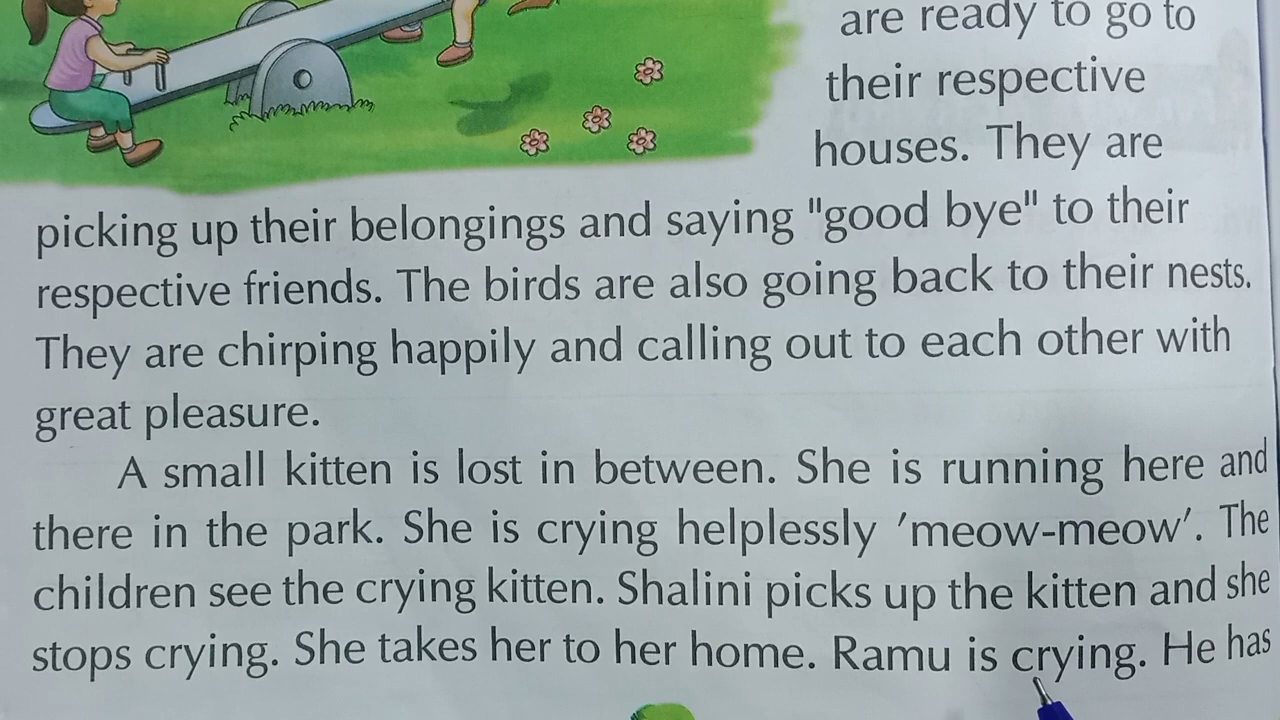 are ready to go to
their respective
houses. They are
picking up their belongings and saying "good bye" to their
respective friends. The birds are also going back to their nests.
They are chirping happily and calling out to each other with
great pleasure.
A small kitten is lost in between. She is running here and
there in the park. She is crying helplessly 'meow-meow'. The
children see the crying kitten. Shalini picks up the kitten and she
stops crying. She takes her to her home. Ramu is crying. He has